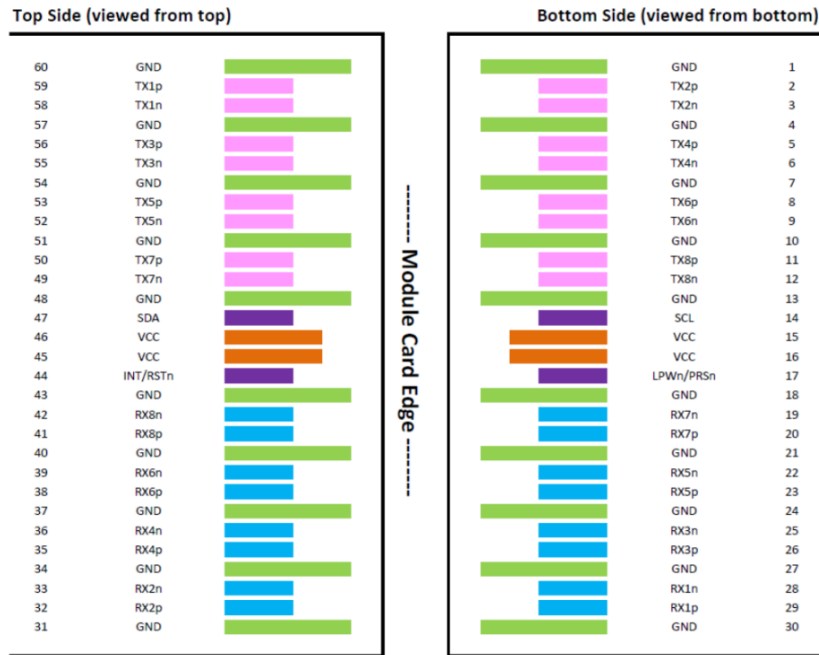 Top Side (viewed from top) Bottom Side (viewed from bottom)
60 GND GND 1
59 TX1p TX2p 2
58 TX1n TX2n 3
57 GND GND 4
56 TX3p TX4p 5
55 TX3n TX4n 6
54 GND GND 7
53 TX5p TX6p 8
52 TX5n TX6n 9
51 GND GND 10
50 TX7p TX8p 11
49 TX7n TX8n 12
48 GND GND 13
47 SDA SCL 14
46 VCC VCC 15
45 VCC VCC 16
44 INT/RSTn LPWn/PRSn 17
43 GND GND 18
42 RX8n RX7n 19
41 RX8p RX7p 20
40 GND GND 21
39 RX6n RX5n 22
38 RX6p RX5p 23
37 GND GND 24
36 RX4n RX3n 25
35 RX4p RX3p 26
34 GND GND 27
33 RX2n RX1n 28
32 RX2p RX1p 29
31 GND GND 30
-------- Module Card Edge --------